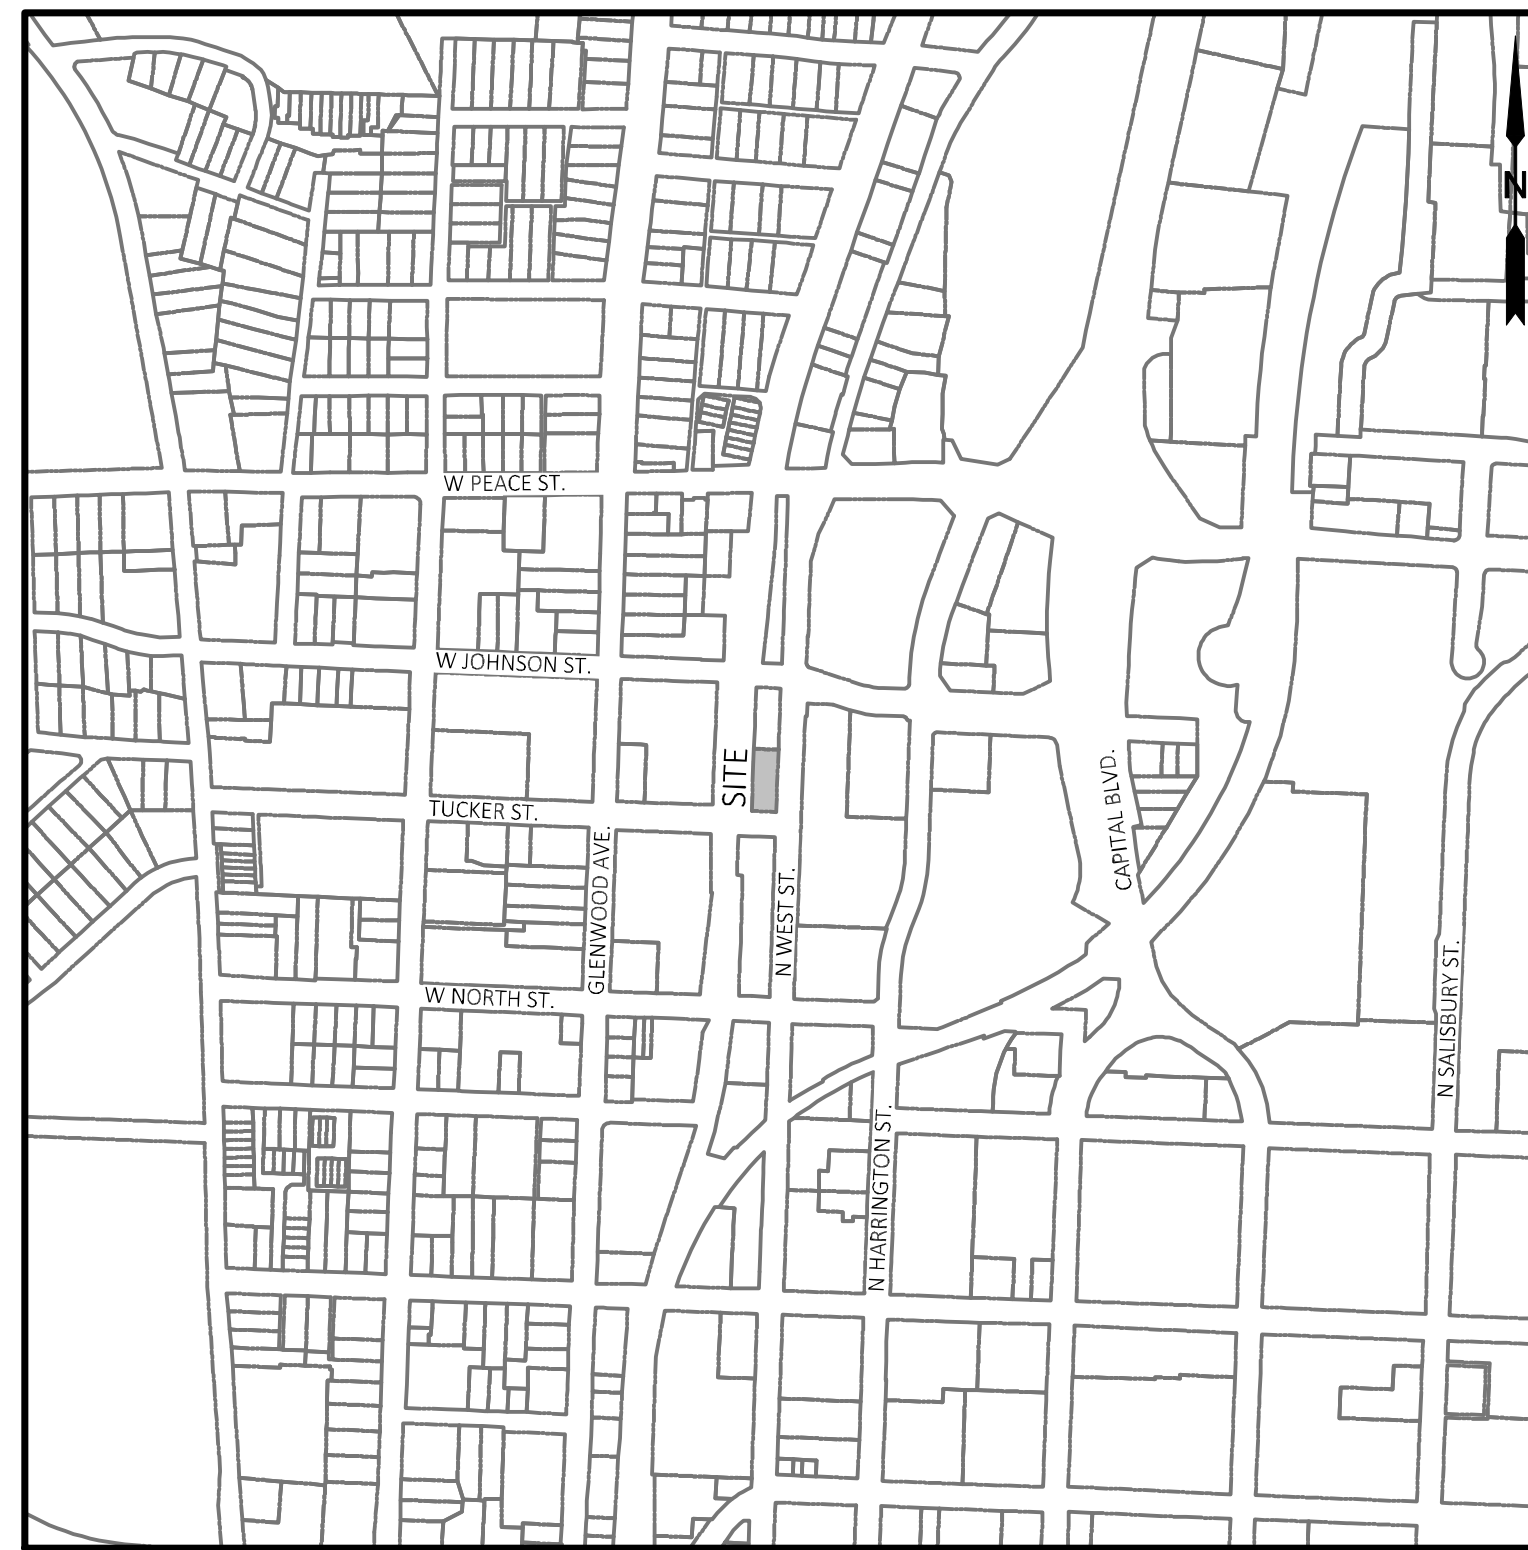 N
W PEACE ST.
W JOHNSON ST.
SITE
TUCKER ST.
CAPITAL BLVD.
GLENWOOD AVE.
N WEST ST.
W NORTH ST.
N SALISBURY ST.
N HARRINGTON ST.